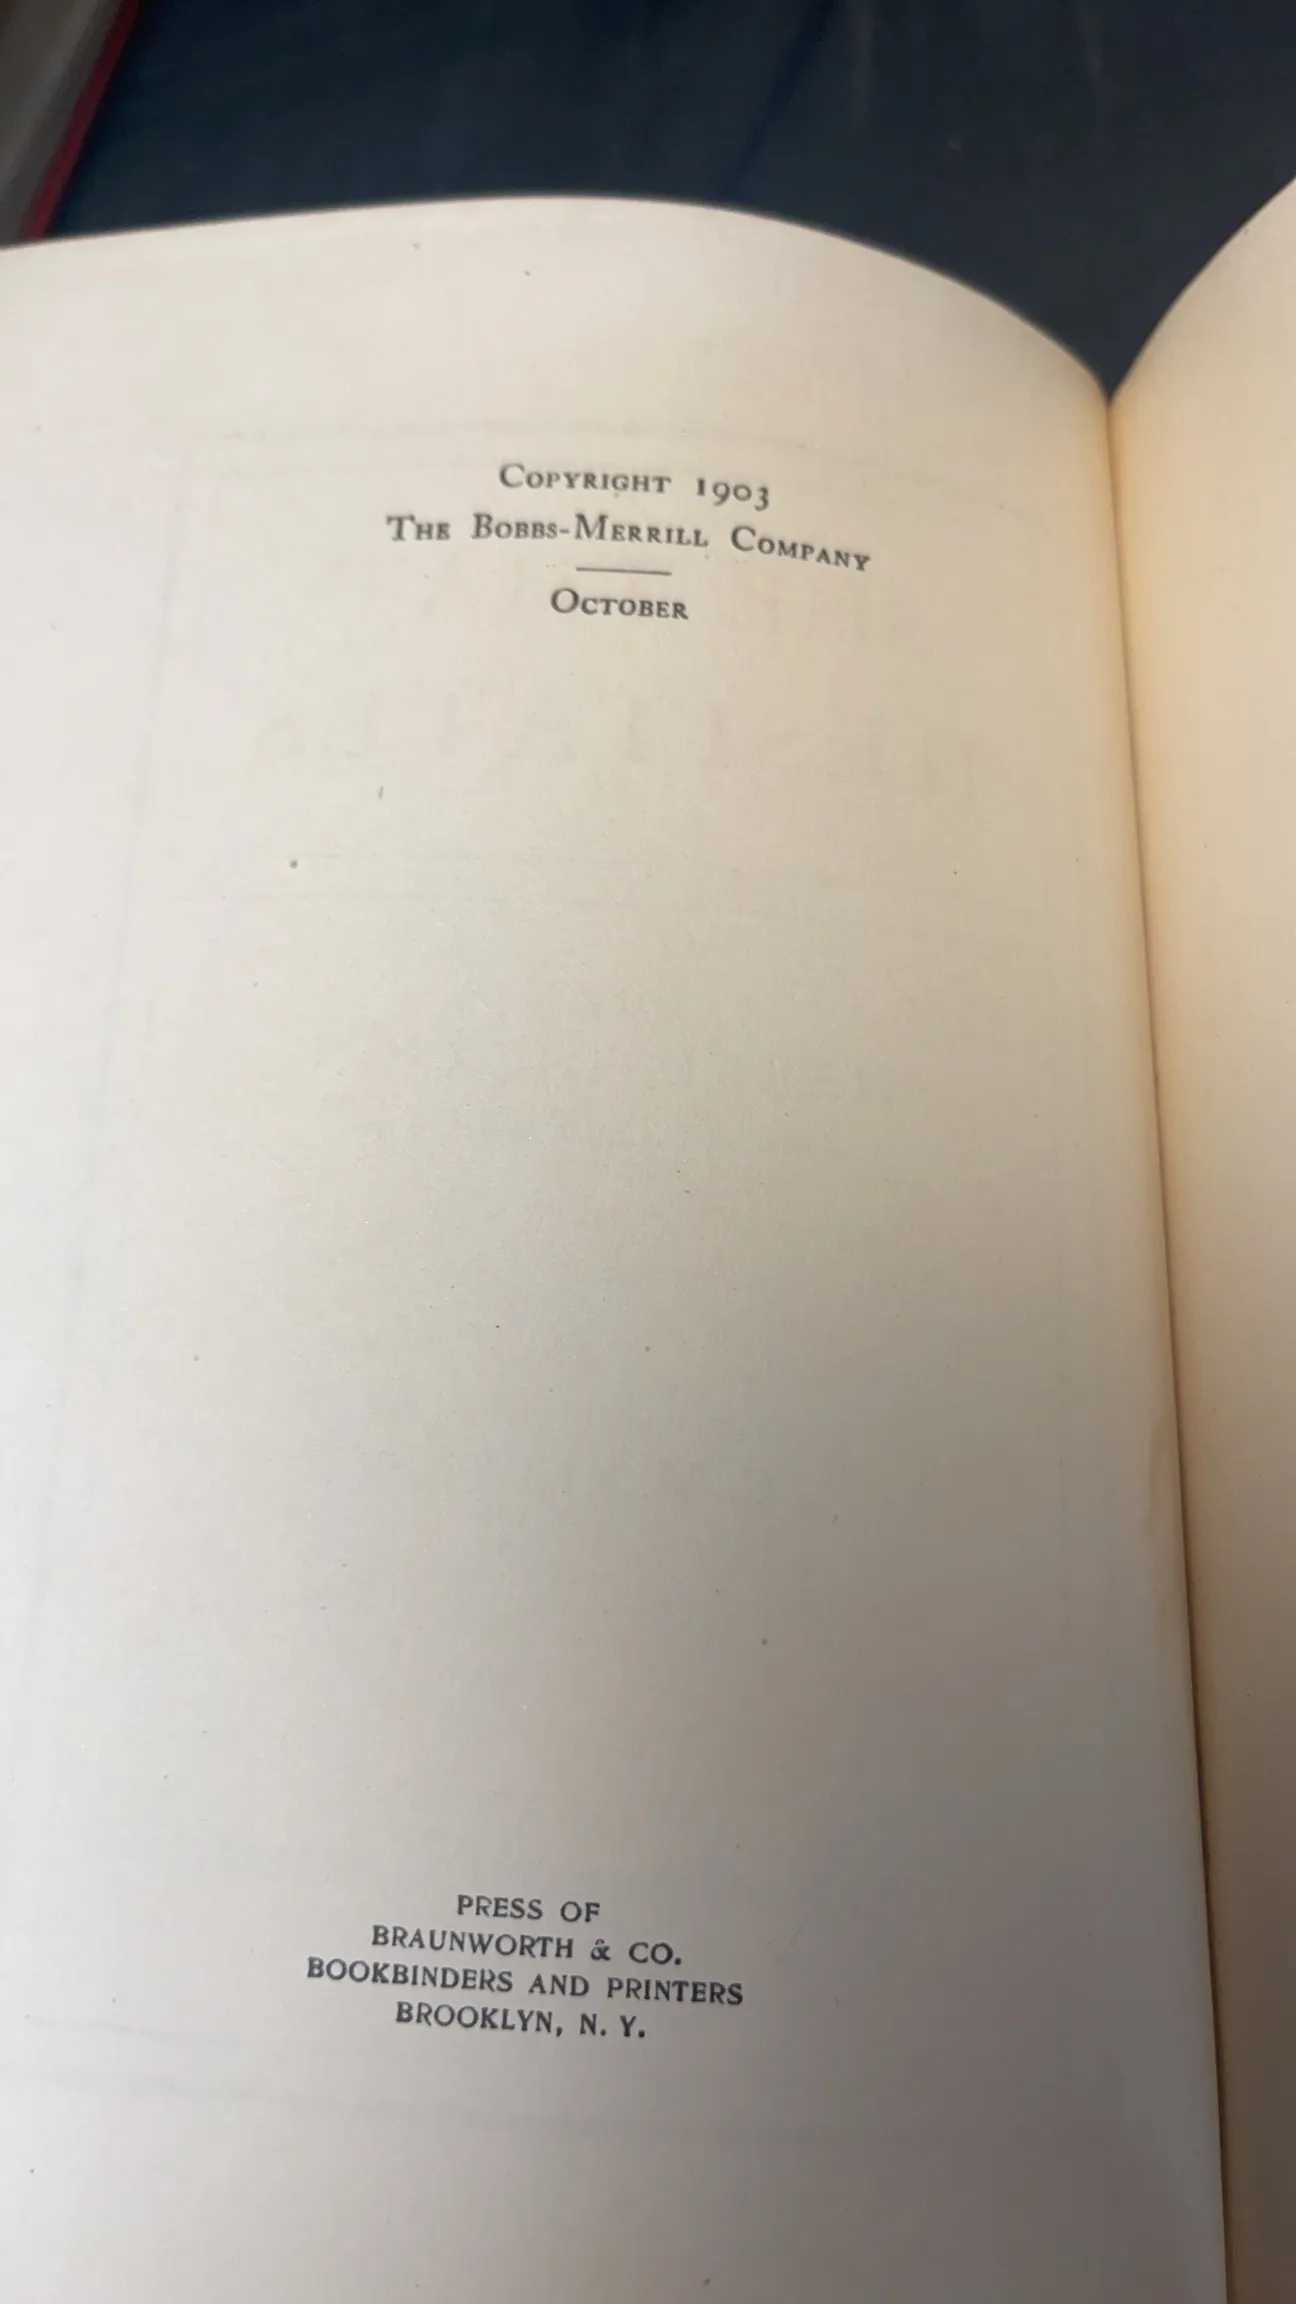 Copyright 1903
The Bobbs-Merrill Company
October
PRESS OF
BRAUNWORTH & CO.
BOOKBINDERS AND PRINTERS
BROOKLYN, N. Y.